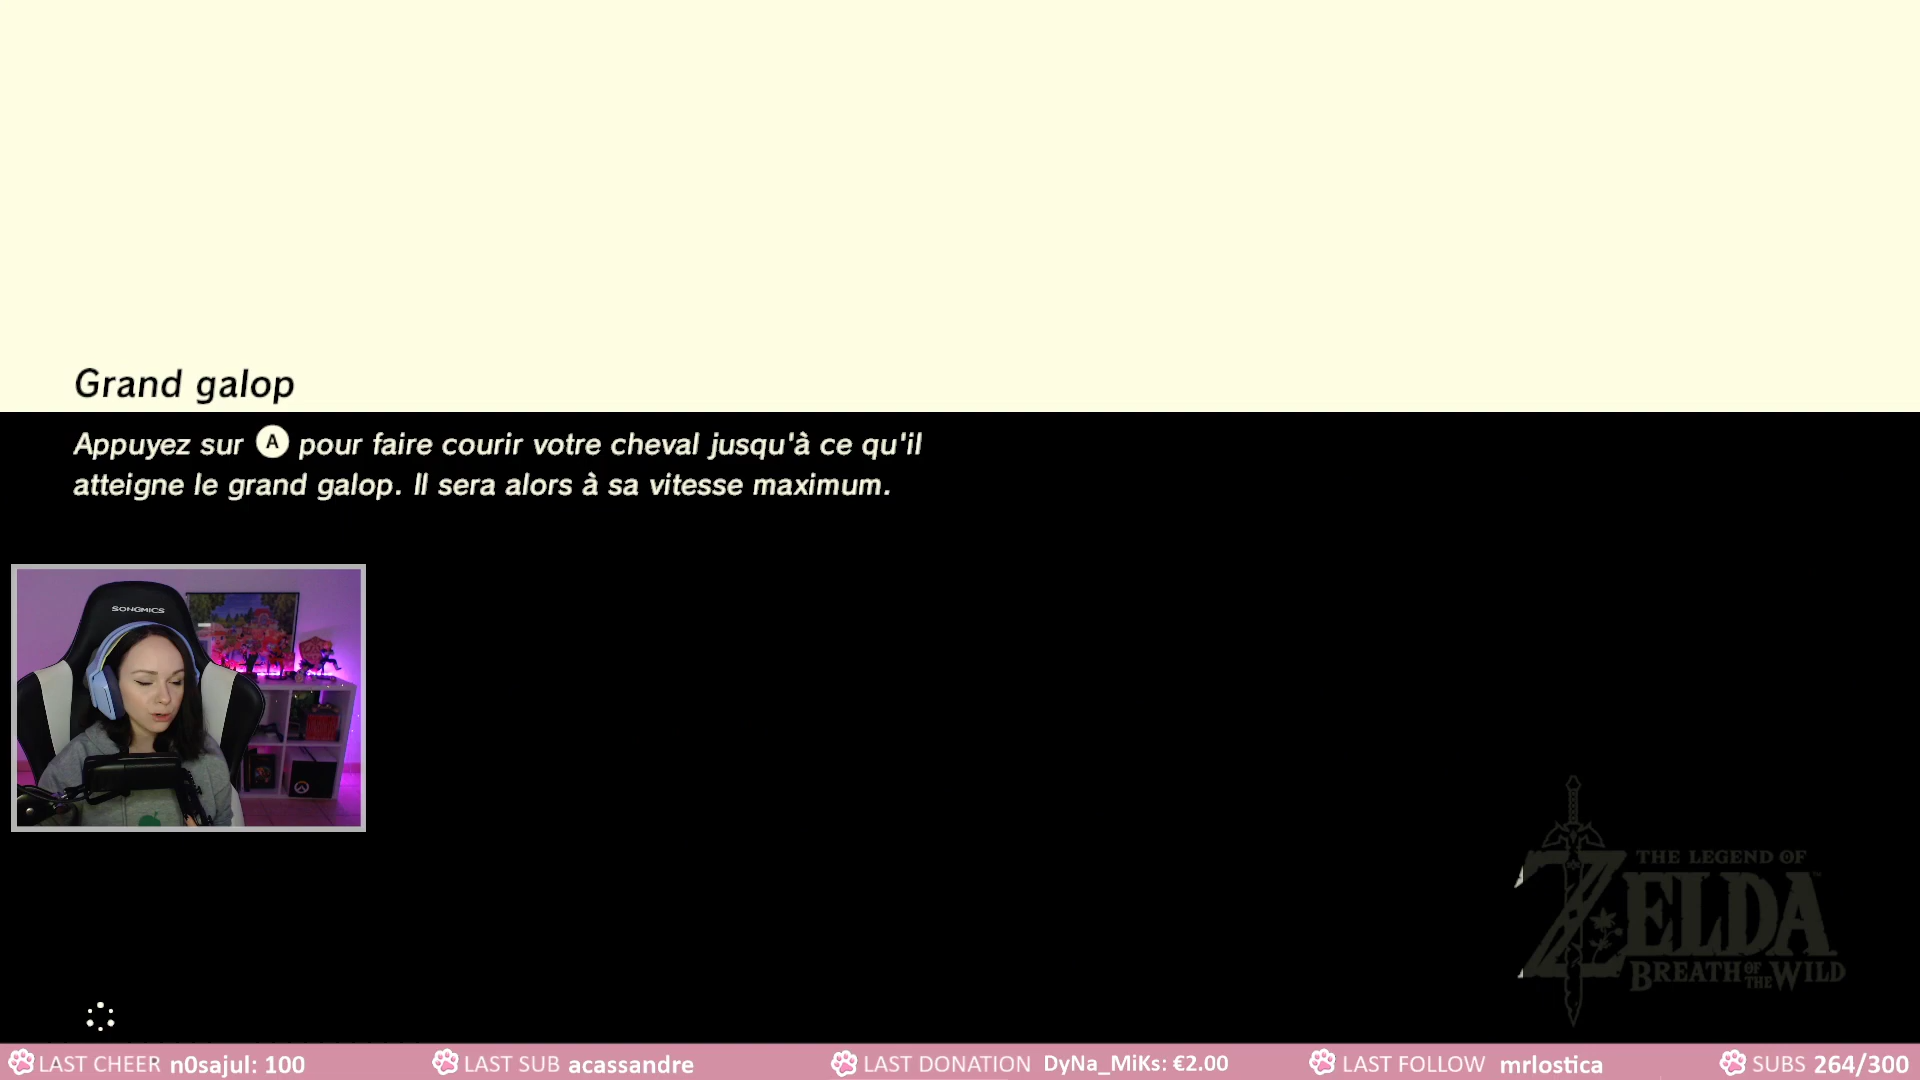 Grand galop
Appuyez sur A pour faire courir votre cheval jusqu'à ce qu'il
atteigne le grand galop. Il sera alors à sa vitesse maximum.
SONGMICS
THE LEGEND OF
ZELDA
BREATH OF THE WILD
LAST CHEER n0sajul: 100 LAST SUB acassandre LAST DONATION DyNa_MiKs: €2.00 LAST FOLLOW mrlostica SUBS 264/300